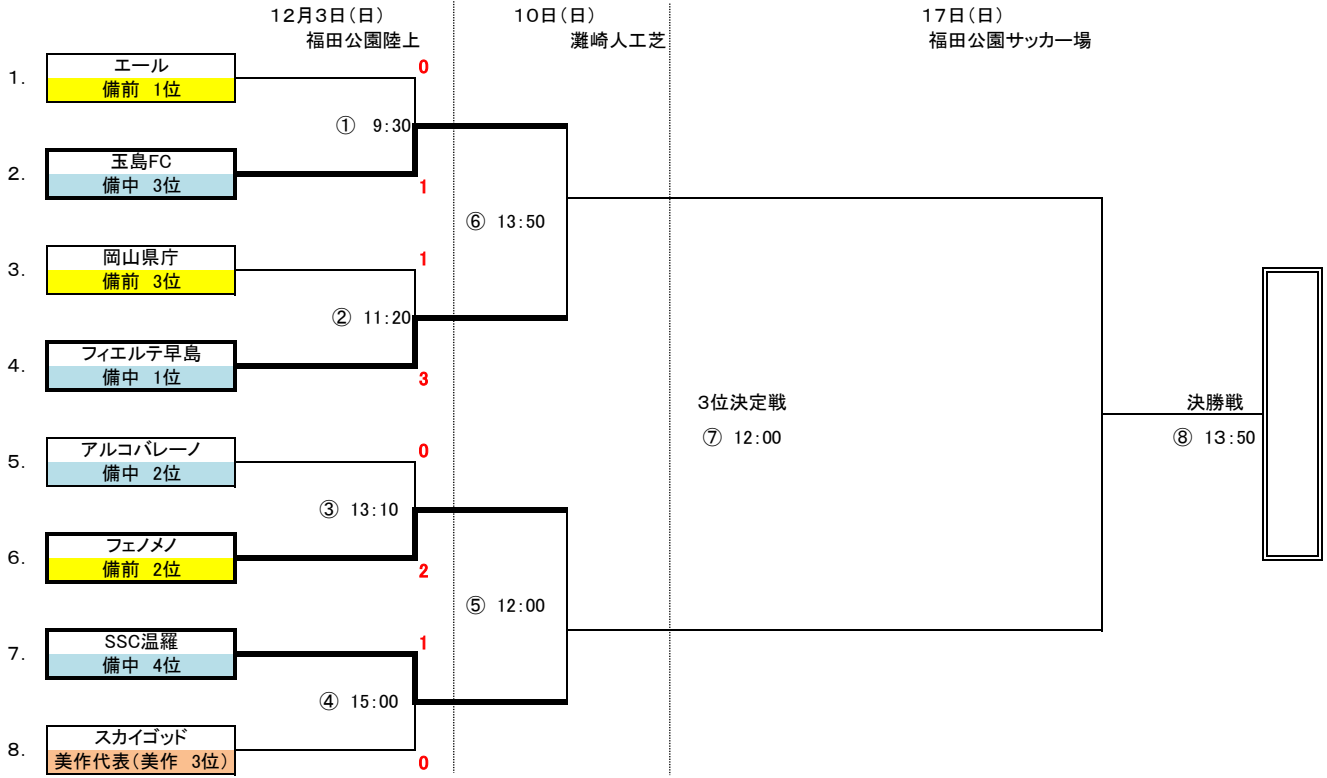 12月3日(日)
10日(日)
17日(日)
福田公園陸上
灘崎人工芝
福田公園サッカー場
1.
エール
備前 1位
0
① 9:30
2.
玉島FC
備中 3位
1
⑥ 13:50
3.
岡山県庁
備前 3位
1
② 11:20
4.
フィエルテ早島
備中 1位
3
3位決定戦
⑦ 12:00
決勝戦
⑧ 13:50
5.
アルコバレーノ
備中 2位
0
③ 13:10
6.
フェノメノ
備前 2位
2
⑤ 12:00
7.
SSC温羅
備中 4位
1
④ 15:00
8.
スカイゴッド
美作代表(美作 3位)
0